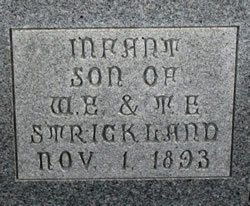 INFANT
SON OF
W.E. & T E
STRICKLAND
NOV. 1, 1893